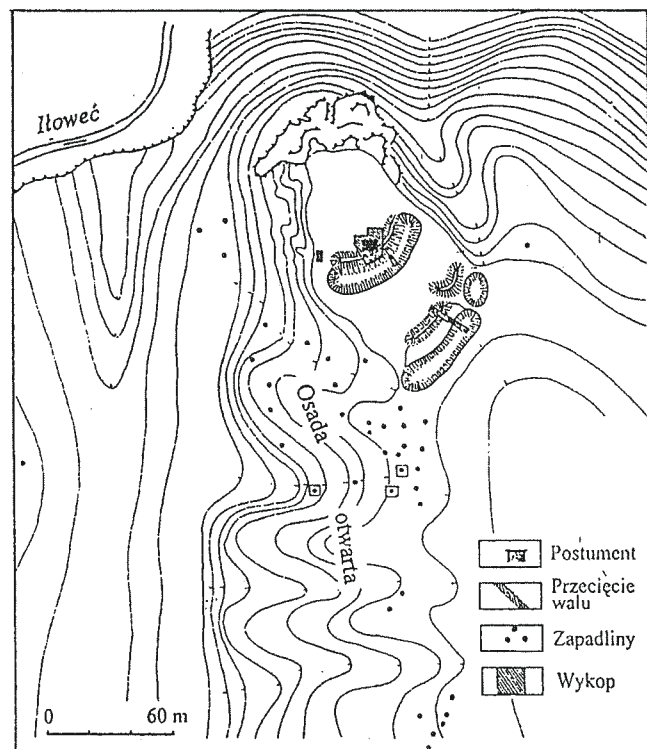 Iłoweć
Osada
otwarta
Postument
Przecięcie
wału
Zapadliny
Wykop
0 60 m